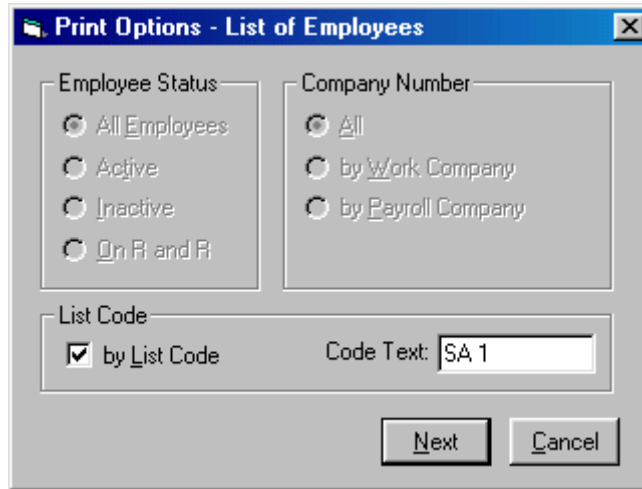 Print Options - List of Employees
Employee Status
All Employees
Active
Inactive
On R and R
Company Number
All
by Work Company
by Payroll Company
List Code
by List Code Code Text: SA 1
Next Cancel